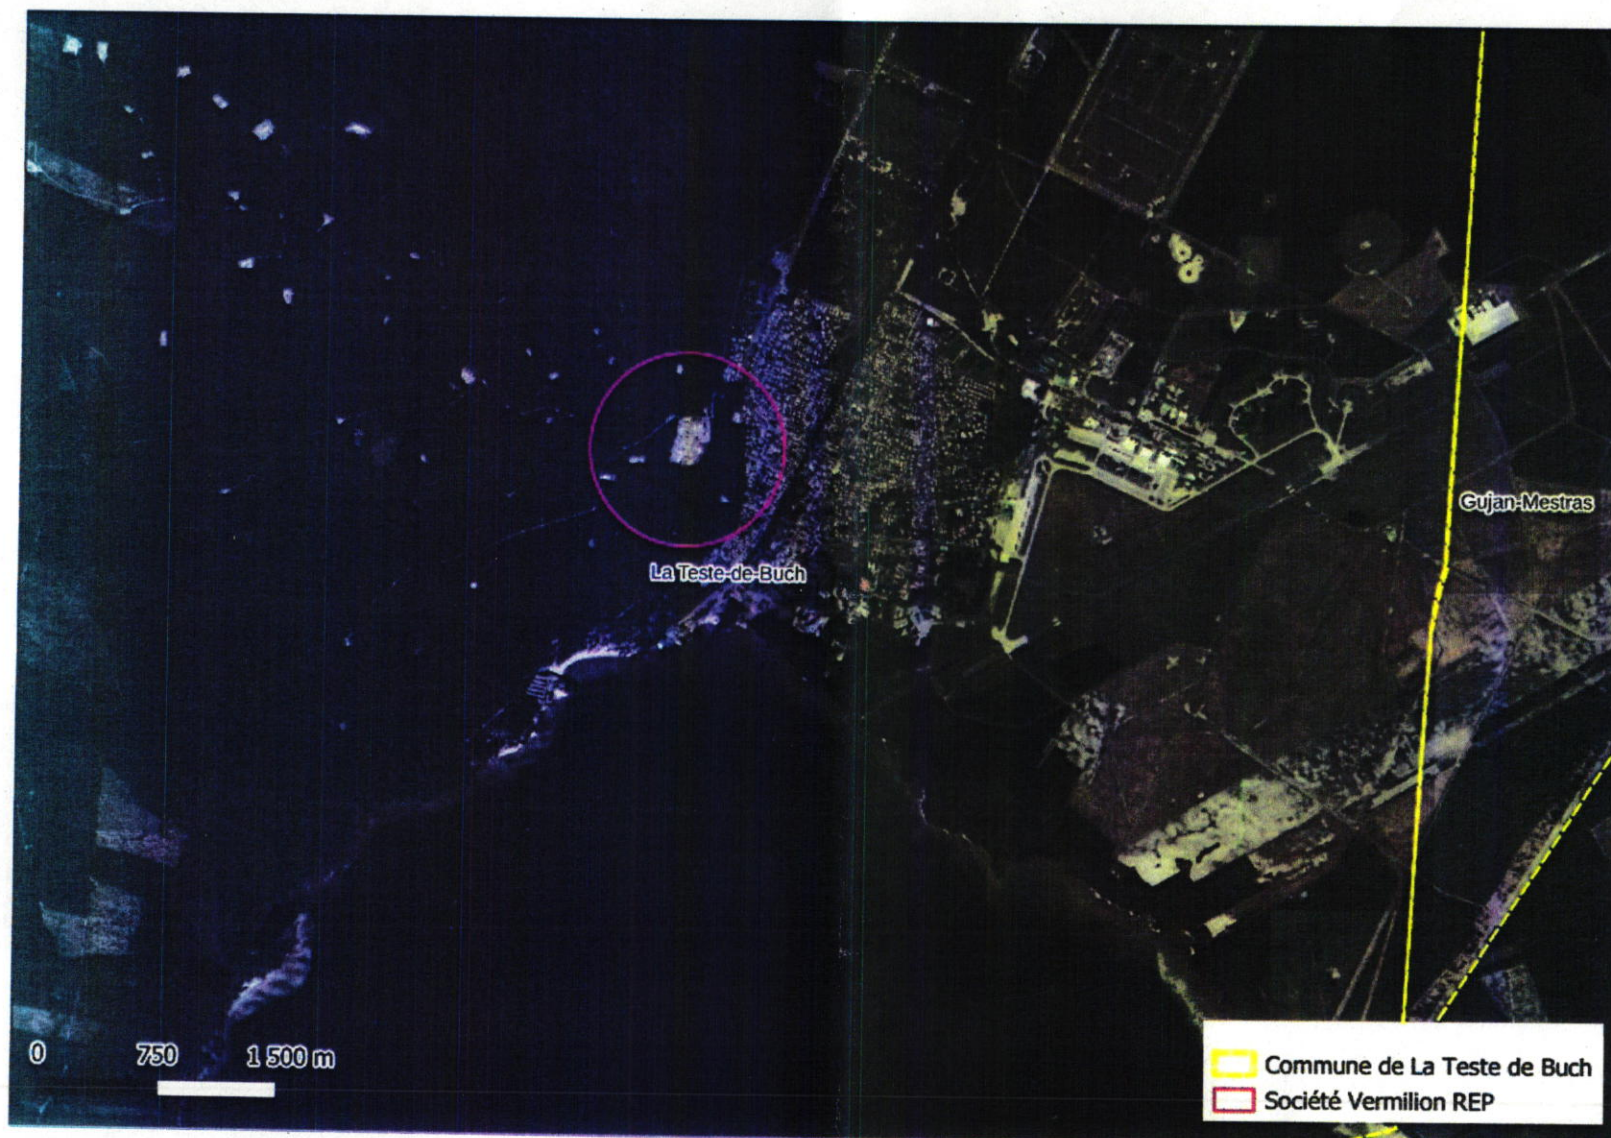 Gujan-Mestras
La Teste-de-Buch
0 750 1 500 m
Commune de La Teste de Buch
Société Vermilion REP